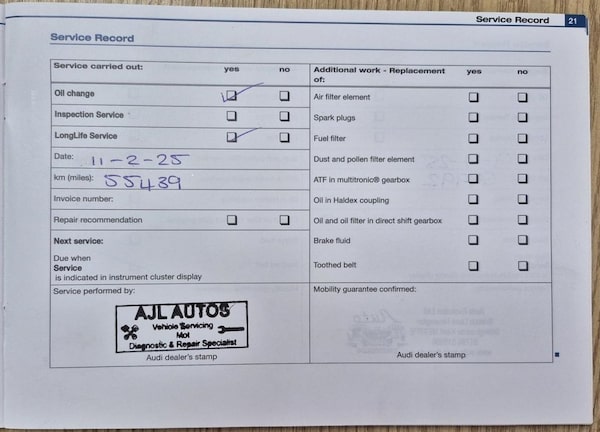 Service Record 21
Service Record
Service carried out: yes no
Oil change
Inspection Service
LongLife Service
Date: 11-2-25
km (miles): 55439
Invoice number:
Repair recommendation
Next service:
Due when
Service
is indicated in instrument cluster display
Service performed by:
AJL AUTOS
Vehicle Servicing
Mot
Diagnostic & Repair Specialist
Audi dealer's stamp
Additional work - Replacement of: yes no
Air filter element
Spark plugs
Fuel filter
Dust and pollen filter element
ATF in multitronic® gearbox
Oil in Haldex coupling
Oil and oil filter in direct shift gearbox
Brake fluid
Toothed belt
Mobility guarantee confirmed:
Audi dealer's stamp